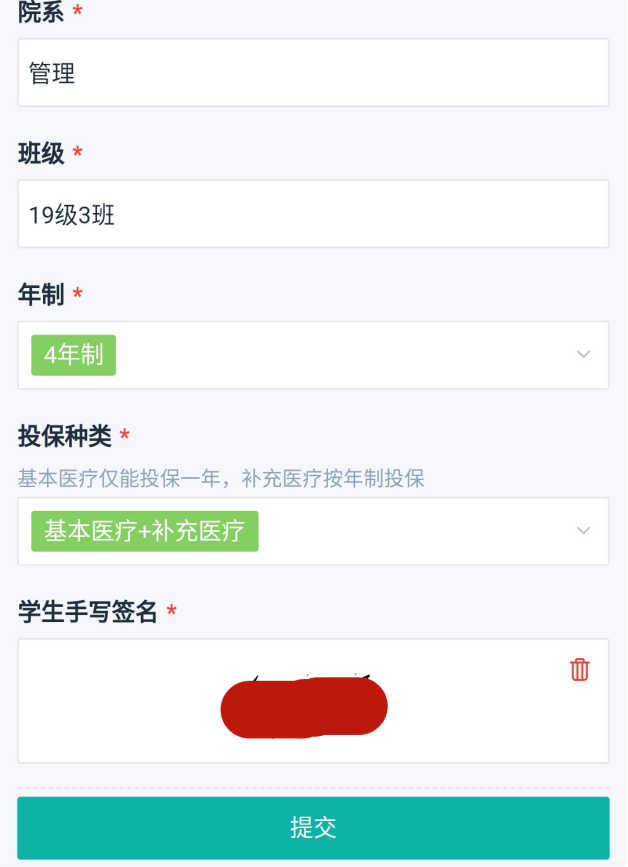 院系 *
管理
班级 *
19级3班
年制 *
4年制
投保种类 *
基本医疗仅能投保一年，补充医疗按年制投保
基本医疗+补充医疗
学生手写签名 *
提交